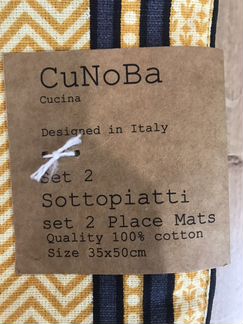 CuNoBa
Cucina
Designed in Italy
Set 2
Sottopiatti
set 2 Place Mats
Quality 100% cotton
Size 35x50cm